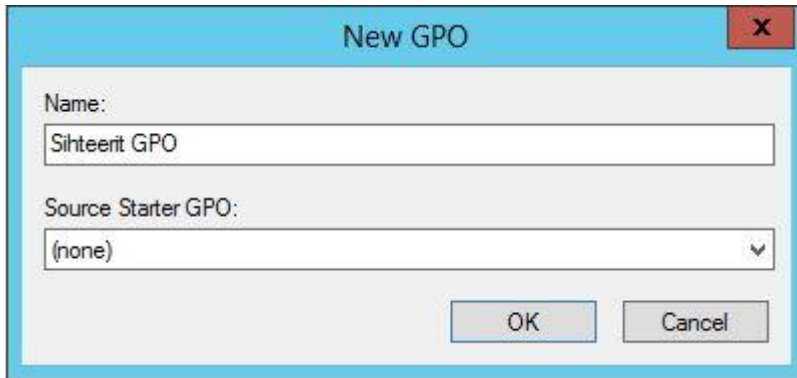 New GPO
x
Name:
Sihteerit GPO
Source Starter GPO:
(none)
OK
Cancel